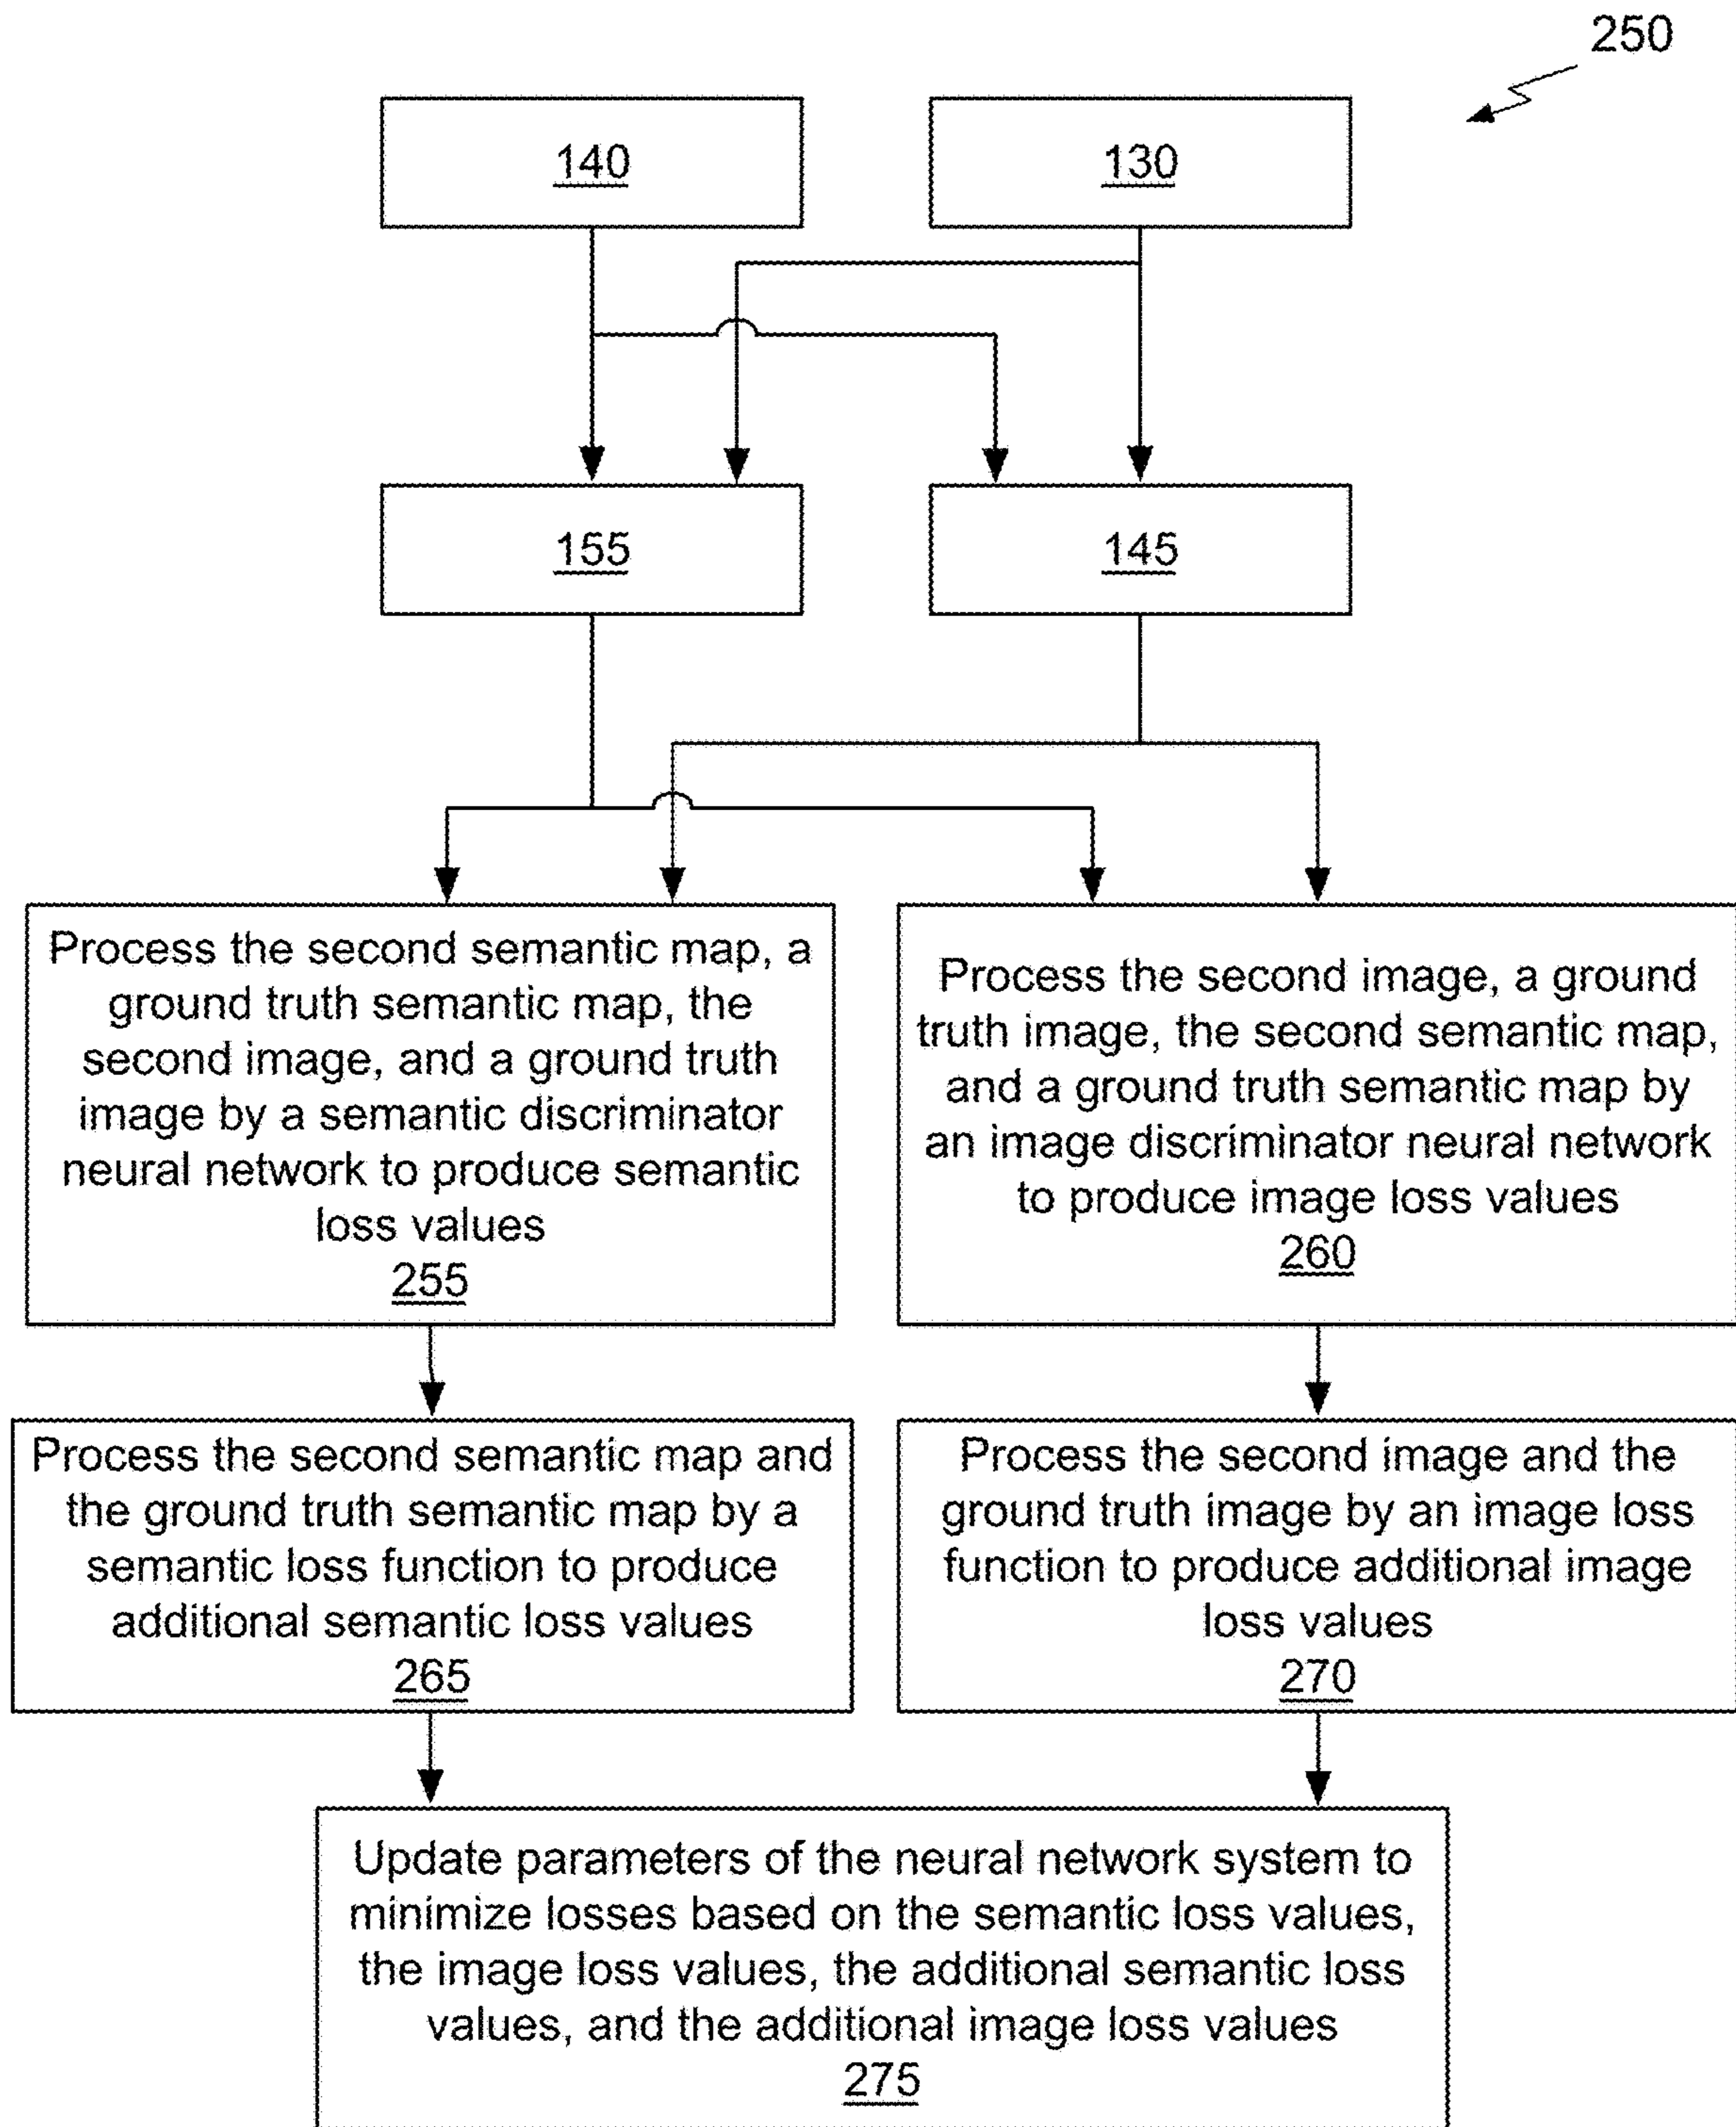 250
140
130
155
145
Process the second semantic map, a
ground truth semantic map, the
second image, and a ground truth
image by a semantic discriminator
neural network to produce semantic
loss values
255
Process the second image, a ground
truth image, the second semantic map,
and a ground truth semantic map by
an image discriminator neural network
to produce image loss values
260
Process the second semantic map and
the ground truth semantic map by a
semantic loss function to produce
additional semantic loss values
265
Process the second image and the
ground truth image by an image loss
function to produce additional image
loss values
270
Update parameters of the neural network system to
minimize losses based on the semantic loss values,
the image loss values, the additional semantic loss
values, and the additional image loss values
275